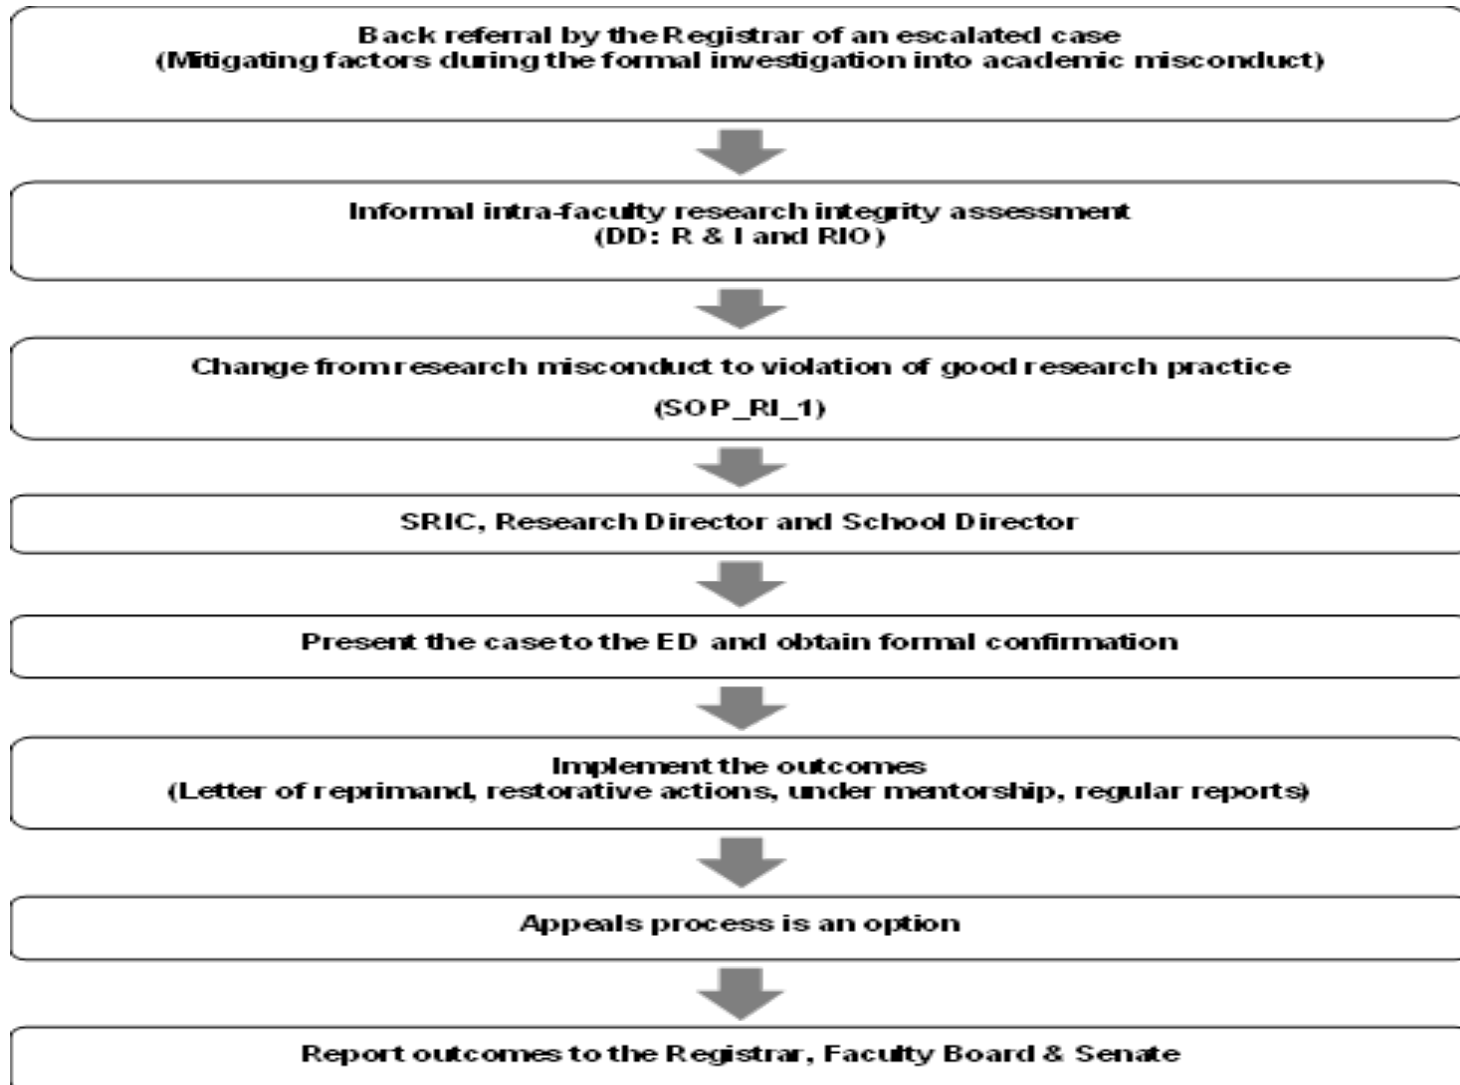 Back referral by the Registrar of an escalated case
(Mitigating factors during the formal investigation into academic misconduct)
Informal intra-faculty research integrity assessment
(DD: R & I and RIO)
Change from research misconduct to violation of good research practice
(SOP_RI_1)
SRIC, Research Director and School Director
Present the case to the ED and obtain formal confirmation
Implement the outcomes
(Letter of reprimand, restorative actions, under mentorship, regular reports)
Appeals process is an option
Report outcomes to the Registrar, Faculty Board & Senate